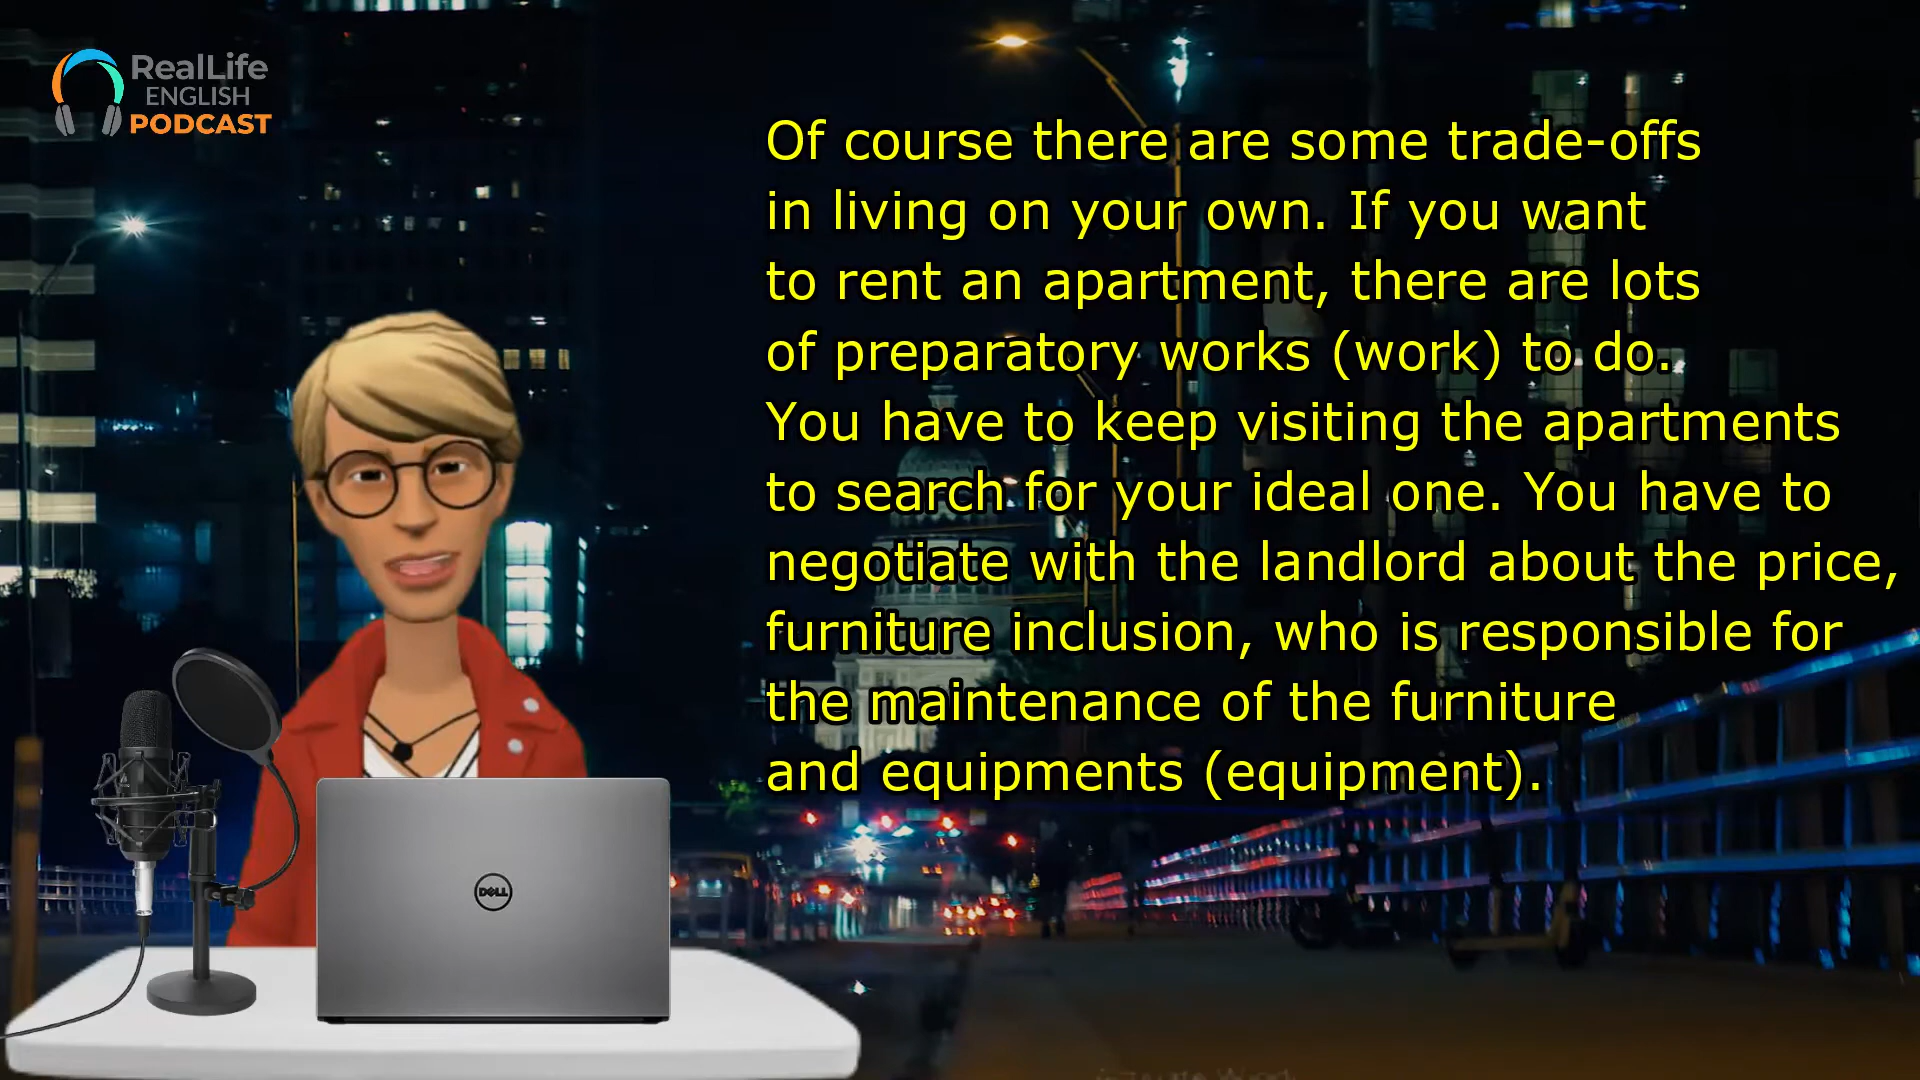 RealLife
ENGLISH
PODCAST
Of course there are some trade-offs
in living on your own. If you want
to rent an apartment, there are lots
of preparatory works (work) to do.
You have to keep visiting the apartments
to search for your ideal one. You have to
negotiate with the landlord about the price,
furniture inclusion, who is responsible for
the maintenance of the furniture
and equipments (equipment).
DELL